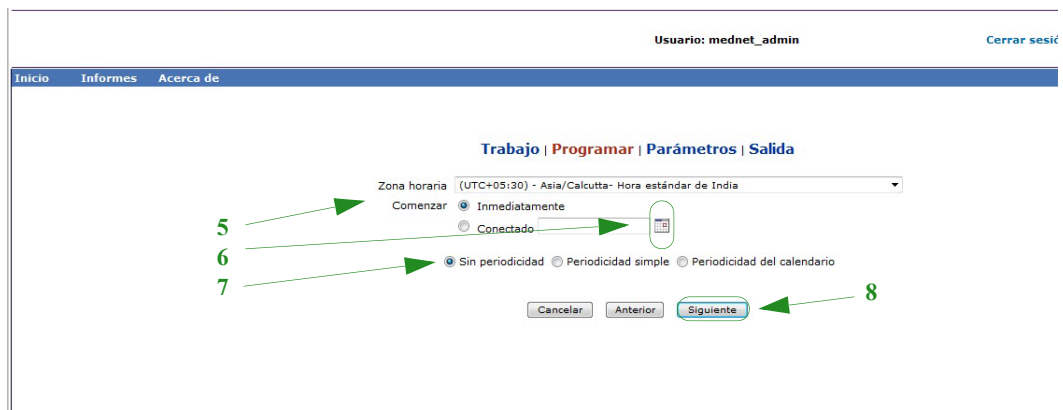 Usuario: mednet_admin
Cerrar sesió
Inicio Informes Acerca de
Trabajo | Programar | Parámetros | Salida
Zona horaria (UTC+05:30) - Asia/Calcutta- Hora estándar de India
5 Comenzar Inmediatamente
6 Conectado
7 Sin periodicidad Periodicidad simple Periodicidad del calendario
Cancelar Anterior Siguiente 8